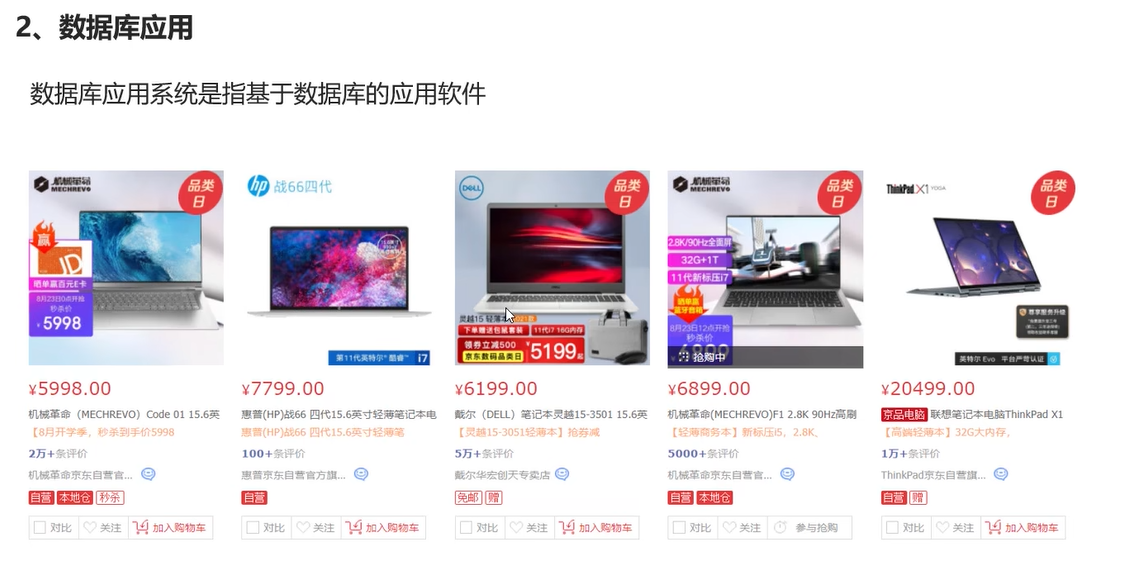 2、数据库应用
数据库应用系统是指基于数据库的应用软件
机械革命
MECHREVO
品类日
赢
JD
晒单赢百元E卡
8月23日0点开抢
秒杀价
¥5998
hp 战66四代
第11代英特尔®酷睿™ i7
DELL
品类日
灵越15 轻薄本
下单赠送包鼠套装 11代i7 16G内存
领券立减500
京东数码品类日
¥5199起
机械革命
MECHREVO
品类日
2.8K/90Hz全面屏
32G+1T
11代新标压i7
晒单赢
蓝牙音箱
8月23日12点开抢
秒杀价
抢购中
ThinkPad X1 YOGA
品类日
尊享服务升级
英特尔 Evo 平台严苛认证
¥5998.00
机械革命（MECHREVO）Code 01 15.6英
【8月开学季，秒杀到手价5998
2万+条评价
机械革命京东自营官...
自营 本地仓 秒杀
对比 关注 加入购物车
¥7799.00
惠普(HP)战66 四代15.6英寸轻薄笔记本电
惠普(HP)战66 四代15.6英寸轻薄笔
100+条评价
惠普京东自营官方旗...
自营
对比 关注 加入购物车
¥6199.00
戴尔（DELL）笔记本灵越15-3501 15.6英
【灵越15-3051轻薄本】抢券减
5万+条评价
戴尔华宏创天专卖店
免邮 赠
对比 关注 加入购物车
¥6899.00
机械革命(MECHREVO)F1 2.8K 90Hz高刷
【轻薄商务本】新标压i5，2.8K、
5000+条评价
机械革命京东自营官...
自营 本地仓
对比 关注 参与抢购
¥20499.00
京品电脑 联想笔记本电脑ThinkPad X1
【高端轻薄本】32G大内存，
1万+条评价
ThinkPad京东自营旗...
自营 赠
对比 关注 加入购物车